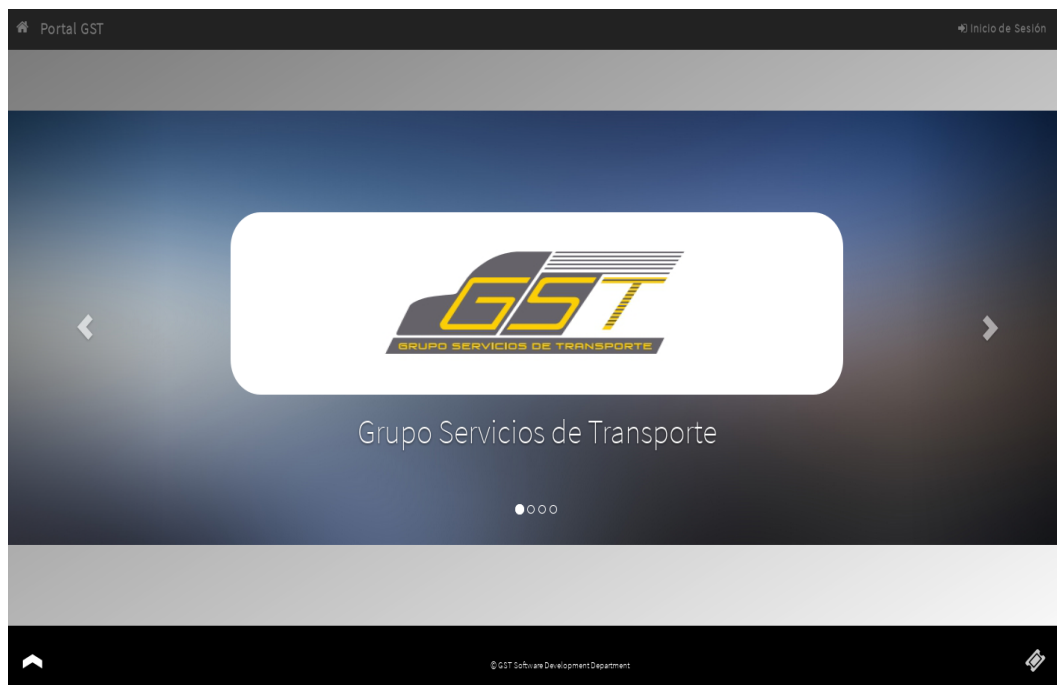 Portal GST
Inicio de Sesión
GST
GRUPO SERVICIOS DE TRANSPORTE
Grupo Servicios de Transporte
© GST Software Development Department